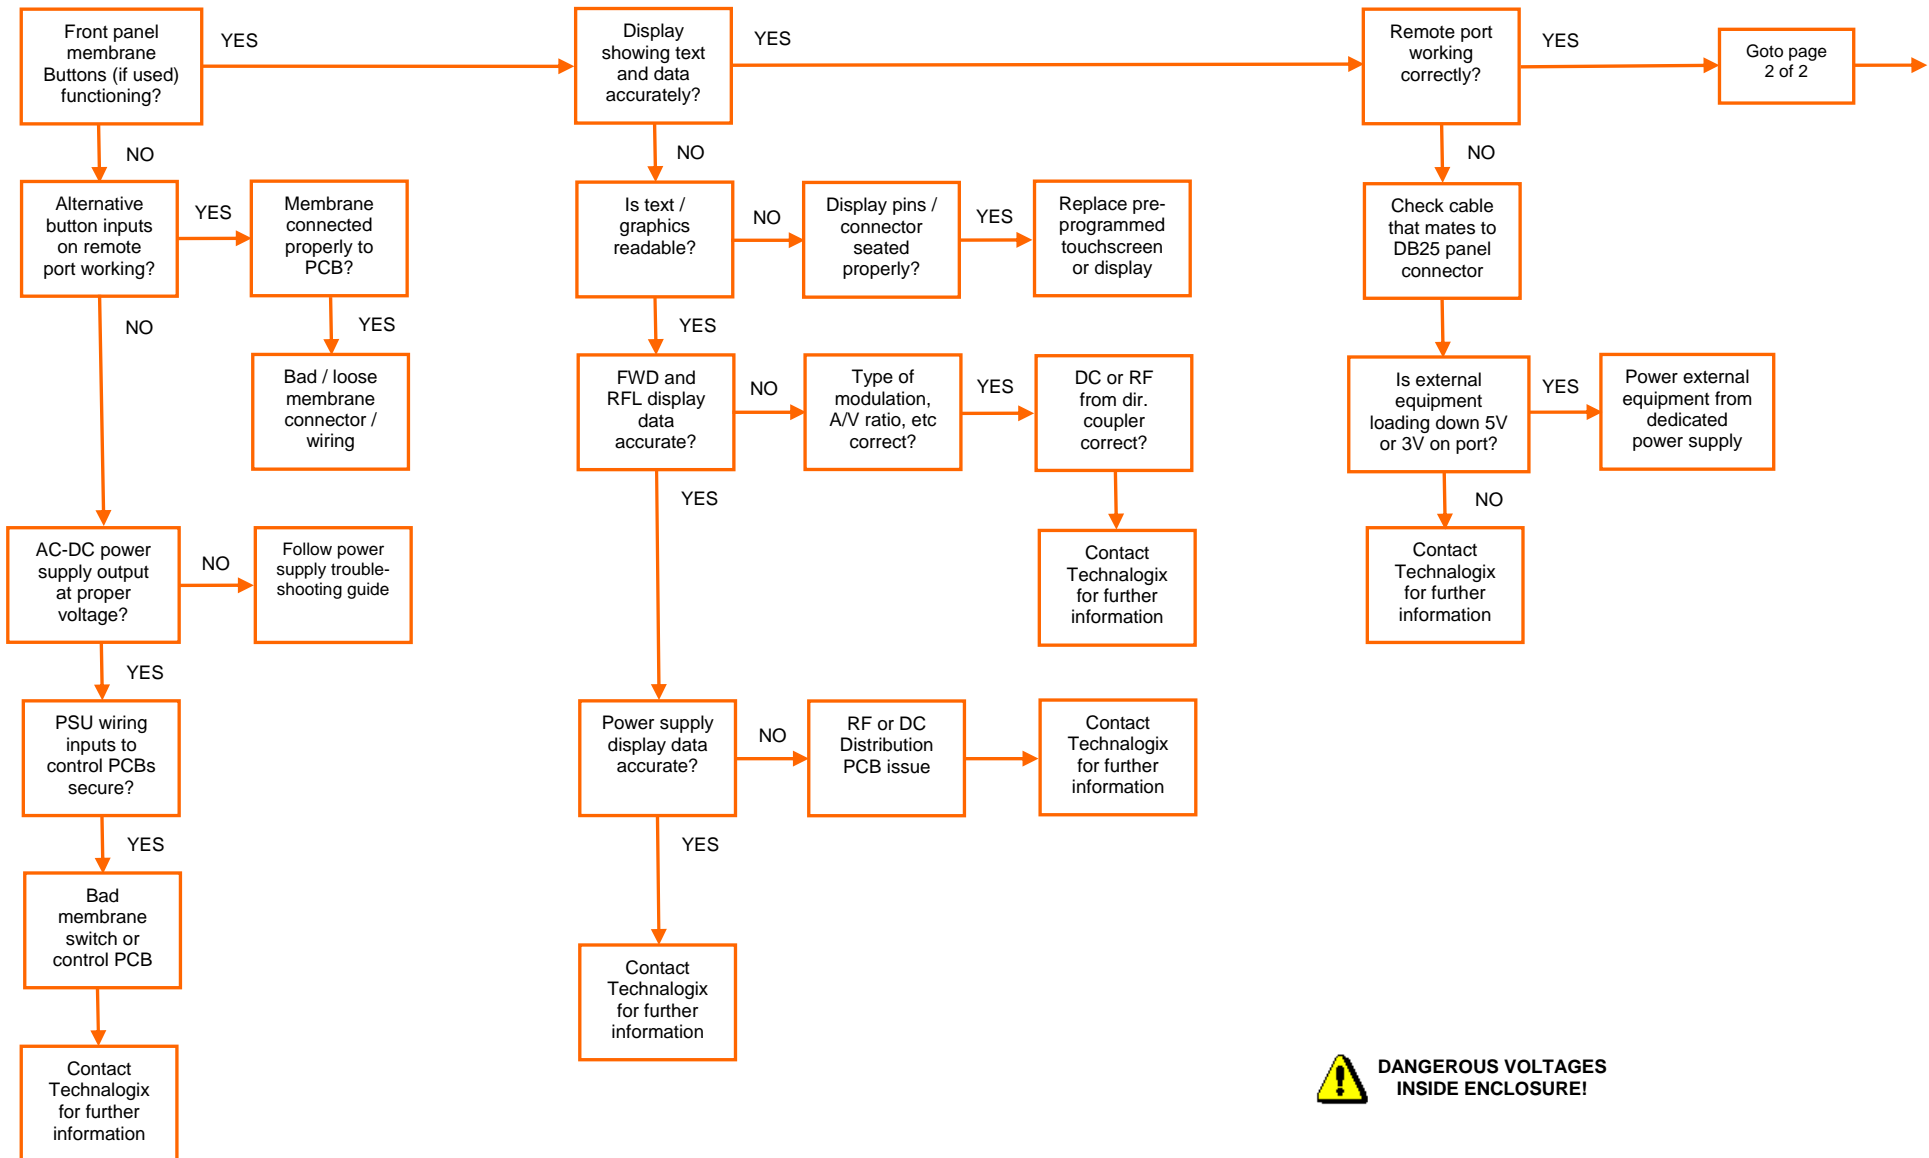 Front panel
membrane
Buttons (if used)
functioning?
YES
Display
showing text
and data
accurately?
YES
Remote port
working
correctly?
YES
Goto page
2 of 2
NO
NO
NO
Alternative
button inputs
on remote
port working?
YES
Membrane
connected
properly to
PCB?
Is text /
graphics
readable?
NO
Display pins /
connector
seated
properly?
YES
Replace pre-
programmed
touchscreen
or display
Check cable
that mates to
DB25 panel
connector
NO
YES
YES
Bad / loose
membrane
connector /
wiring
FWD and
RFL display
data
accurate?
NO
Type of
modulation,
A/V ratio, etc
correct?
YES
DC or RF
from dir.
coupler
correct?
Is external
equipment
loading down 5V
or 3V on port?
YES
Power external
equipment from
dedicated
power supply
YES
NO
AC-DC power
supply output
at proper
voltage?
NO
Follow power
supply trouble-
shooting guide
Contact
Technalogix
for further
information
Contact
Technalogix
for further
information
YES
PSU wiring
inputs to
control PCBs
secure?
Power supply
display data
accurate?
NO
RF or DC
Distribution
PCB issue
Contact
Technalogix
for further
information
YES
YES
Bad
membrane
switch or
control PCB
Contact
Technalogix
for further
information
Contact
Technalogix
for further
information
DANGEROUS VOLTAGES
INSIDE ENCLOSURE!